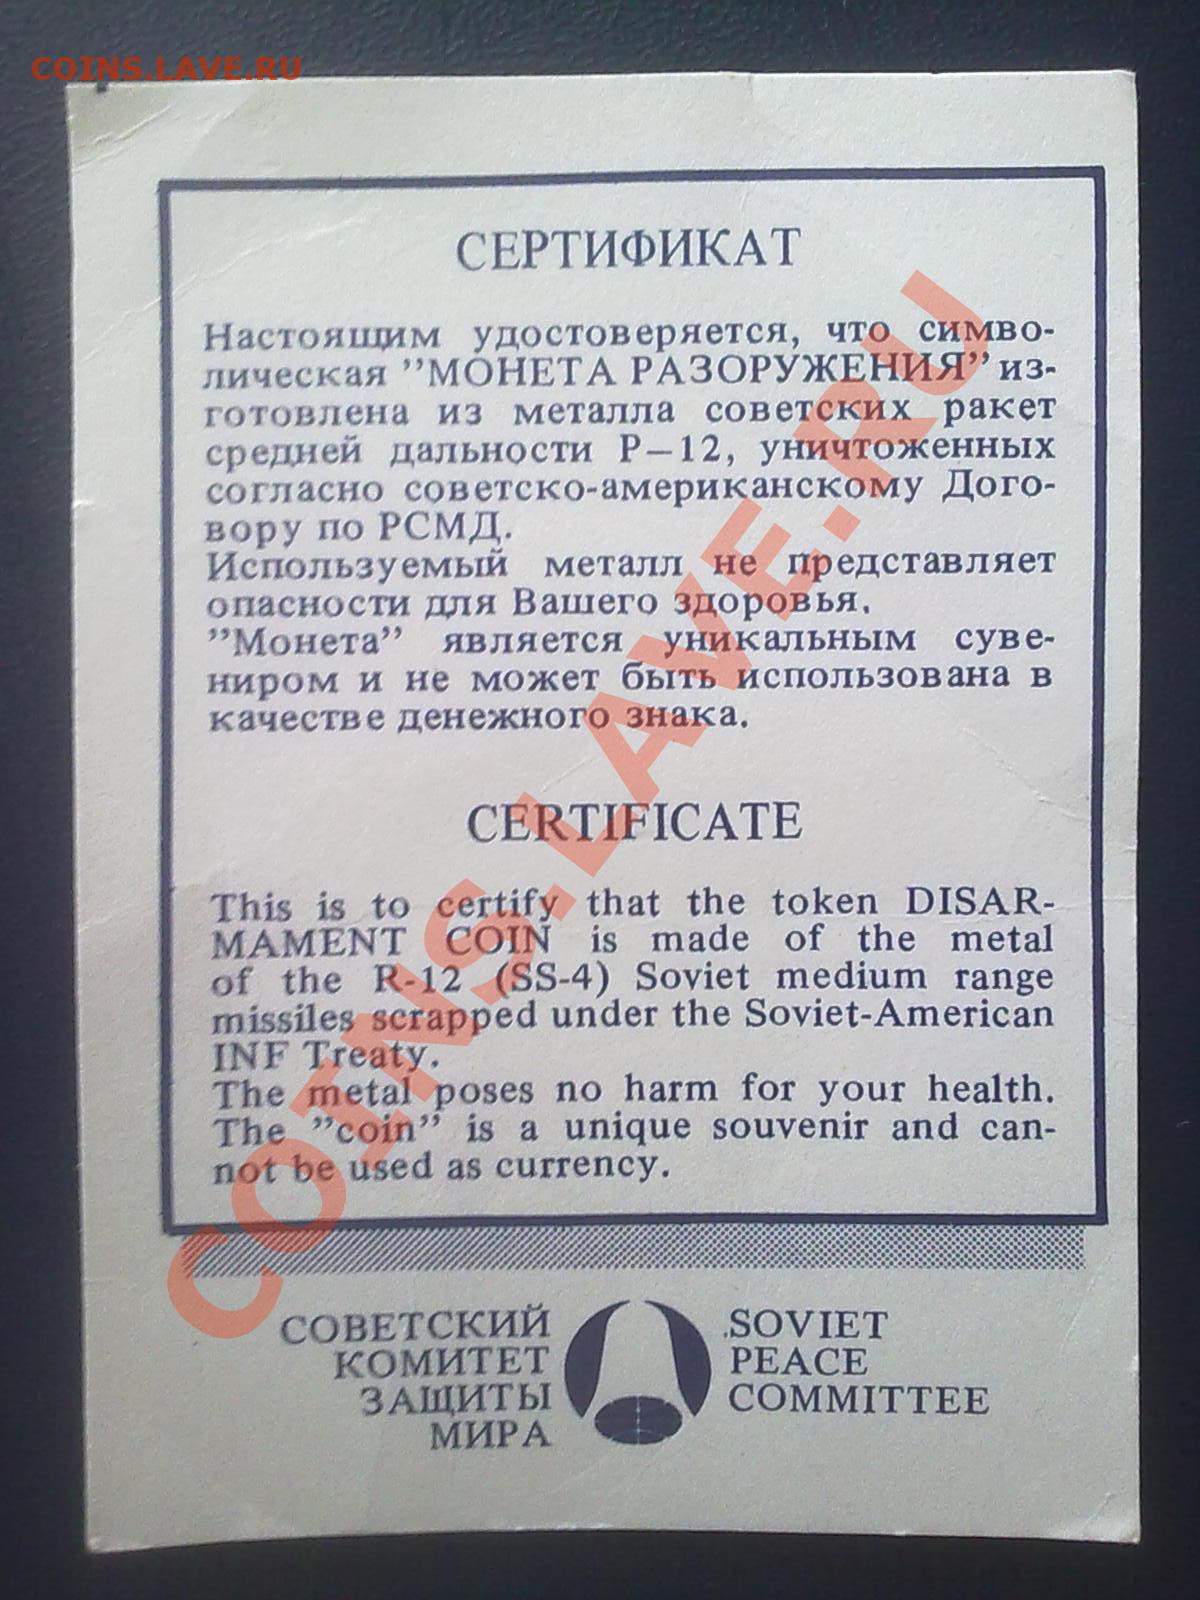 COINS.LAVE.RU
СЕРТИФИКАТ
Настоящим удостоверяется, что симво-
лическая ”МОНЕТА РАЗОРУЖЕНИЯ” из-
готовлена из металла советских ракет
средней дальности Р–12, уничтоженных
согласно советско-американскому Дого-
вору по РСМД.
Используемый металл не представляет
опасности для Вашего здоровья.
”Монета” является уникальным суве-
ниром и не может быть использована в
качестве денежного знака.
CERTIFICATE
This is to certify that the token DISAR-
MAMENT COIN is made of the metal
of the R-12 (SS-4) Soviet medium range
missiles scrapped under the Soviet-American
INF Treaty.
The metal poses no harm for your health.
The ”coin” is a unique souvenir and can-
not be used as currency.
СОВЕТСКИЙ
КОМИТЕТ
ЗАЩИТЫ
МИРА
SOVIET
PEACE
COMMITTEE
COINS.LAVE.RU